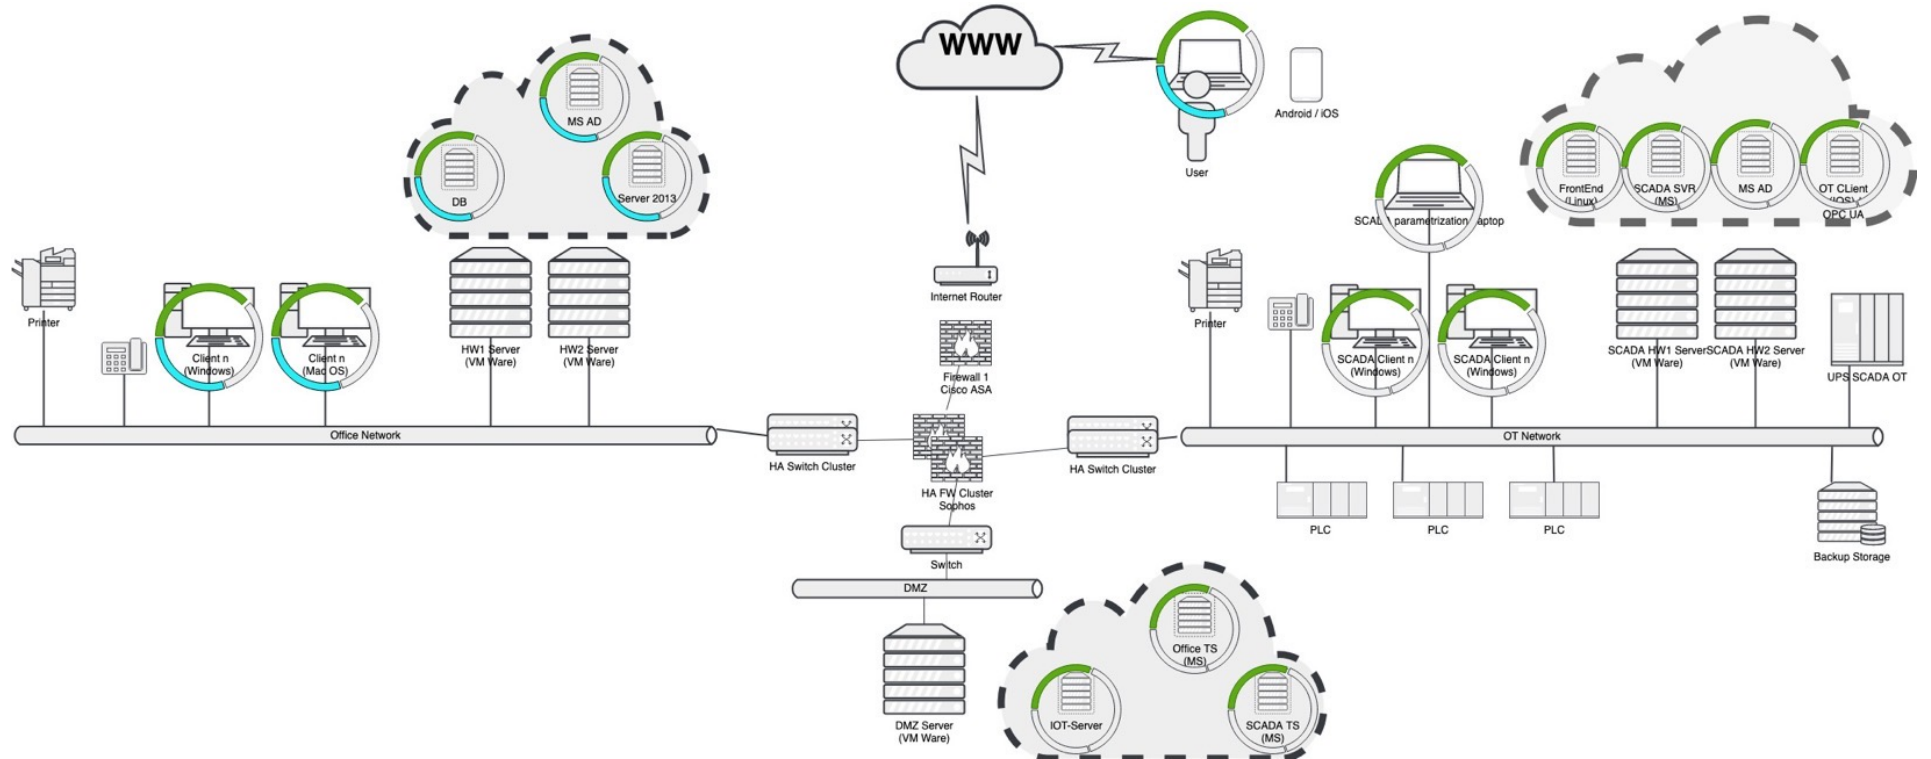 WWW
MS AD
DB
Server 2013
Android / iOS
User
FrontEnd
(Linux)
SCADA SVR
(MS)
MS AD
OT CLient
OPC UA
SCADA parametrization laptop
Printer
Client n
(Windows)
Client n
(Mac OS)
HW1 Server
(VM Ware)
HW2 Server
(VM Ware)
Internet Router
Firewall 1
Cisco ASA
Printer
SCADA Client n
(Windows)
SCADA Client n
(Windows)
SCADA HW1 Server
(VM Ware)
SCADA HW2 Server
(VM Ware)
UPS SCADA OT
Office Network
HA Switch Cluster
HA FW Cluster
Sophos
HA Switch Cluster
OT Network
PLC
PLC
PLC
Backup Storage
Switch
DMZ
DMZ Server
(VM Ware)
Office TS
(MS)
IOT-Server
SCADA TS
(MS)